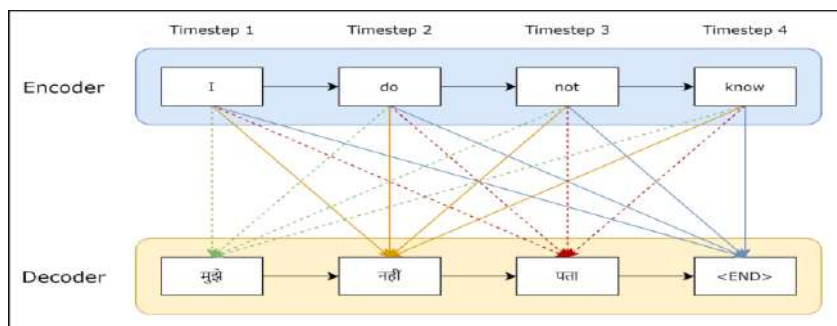 Timestep 1 Timestep 2 Timestep 3 Timestep 4
Encoder I do not know
Decoder मुझे नहीं पता <END>